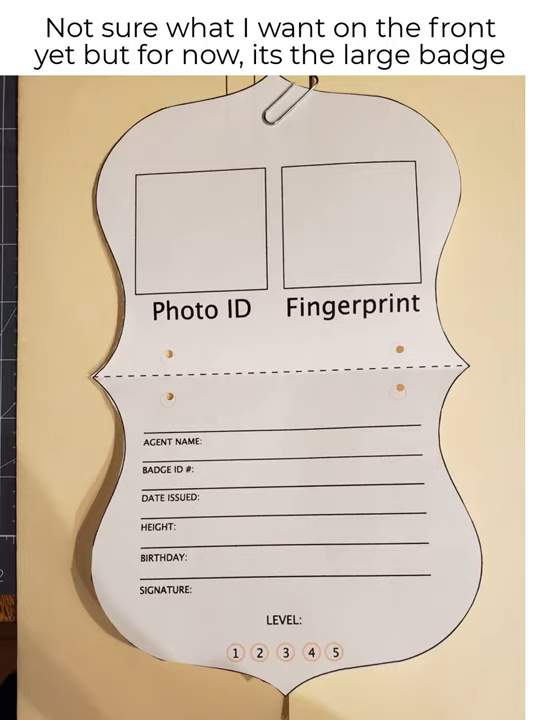 Not sure what I want on the front
yet but for now, its the large badge
Photo ID Fingerprint
AGENT NAME:
BADGE ID #:
DATE ISSUED:
HEIGHT:
BIRTHDAY:
SIGNATURE:
LEVEL:
1 2 3 4 5
2